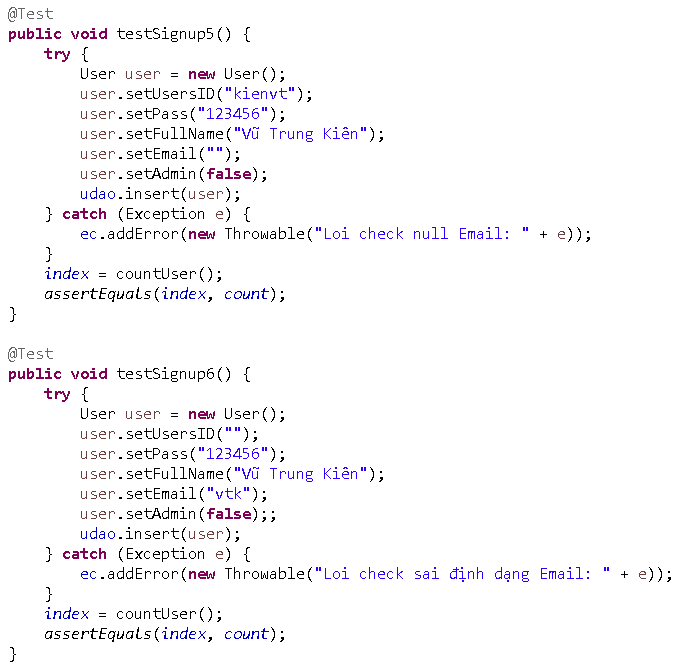 @Test
public void testSignup5() {
    try {
        User user = new User();
        user.setUsersID("kienvt");
        user.setPass("123456");
        user.setFullName("Vũ Trung Kiên");
        user.setEmail("");
        user.setAdmin(false);
        udao.insert(user);
    } catch (Exception e) {
        ec.addError(new Throwable("Loi check null Email: " + e));
    }
    index = countUser();
    assertEquals(index, count);
}
@Test
public void testSignup6() {
    try {
        User user = new User();
        user.setUsersID("");
        user.setPass("123456");
        user.setFullName("Vũ Trung Kiên");
        user.setEmail("vtk");
        user.setAdmin(false);;
        udao.insert(user);
    } catch (Exception e) {
        ec.addError(new Throwable("Loi check sai định dạng Email: " + e));
    }
    index = countUser();
    assertEquals(index, count);
}